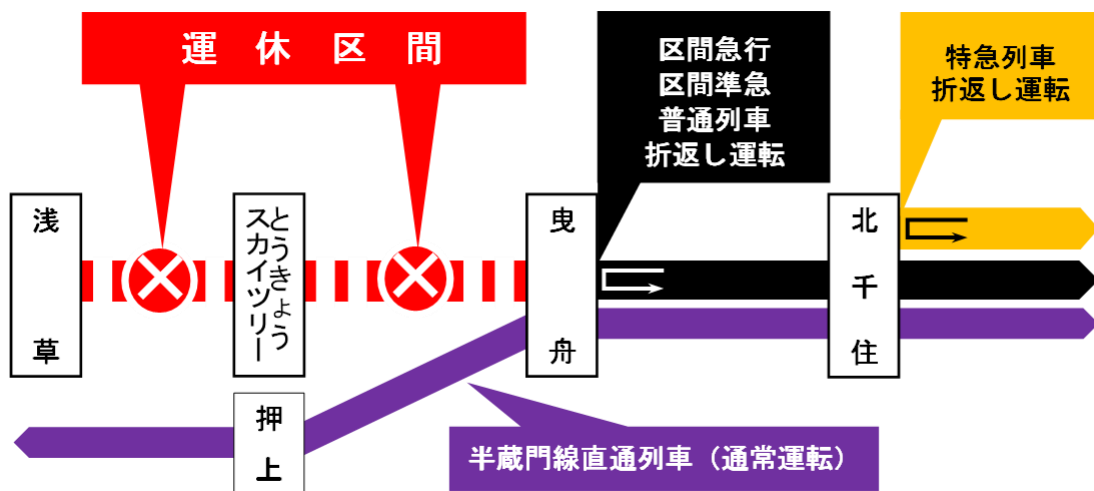 運休区間
区間急行
区間準急
普通列車
折返し運転
特急列車
折返し運転
浅草
とうきょう
スカイツリー
曳舟
北千住
押上
半蔵門線直通列車（通常運転）